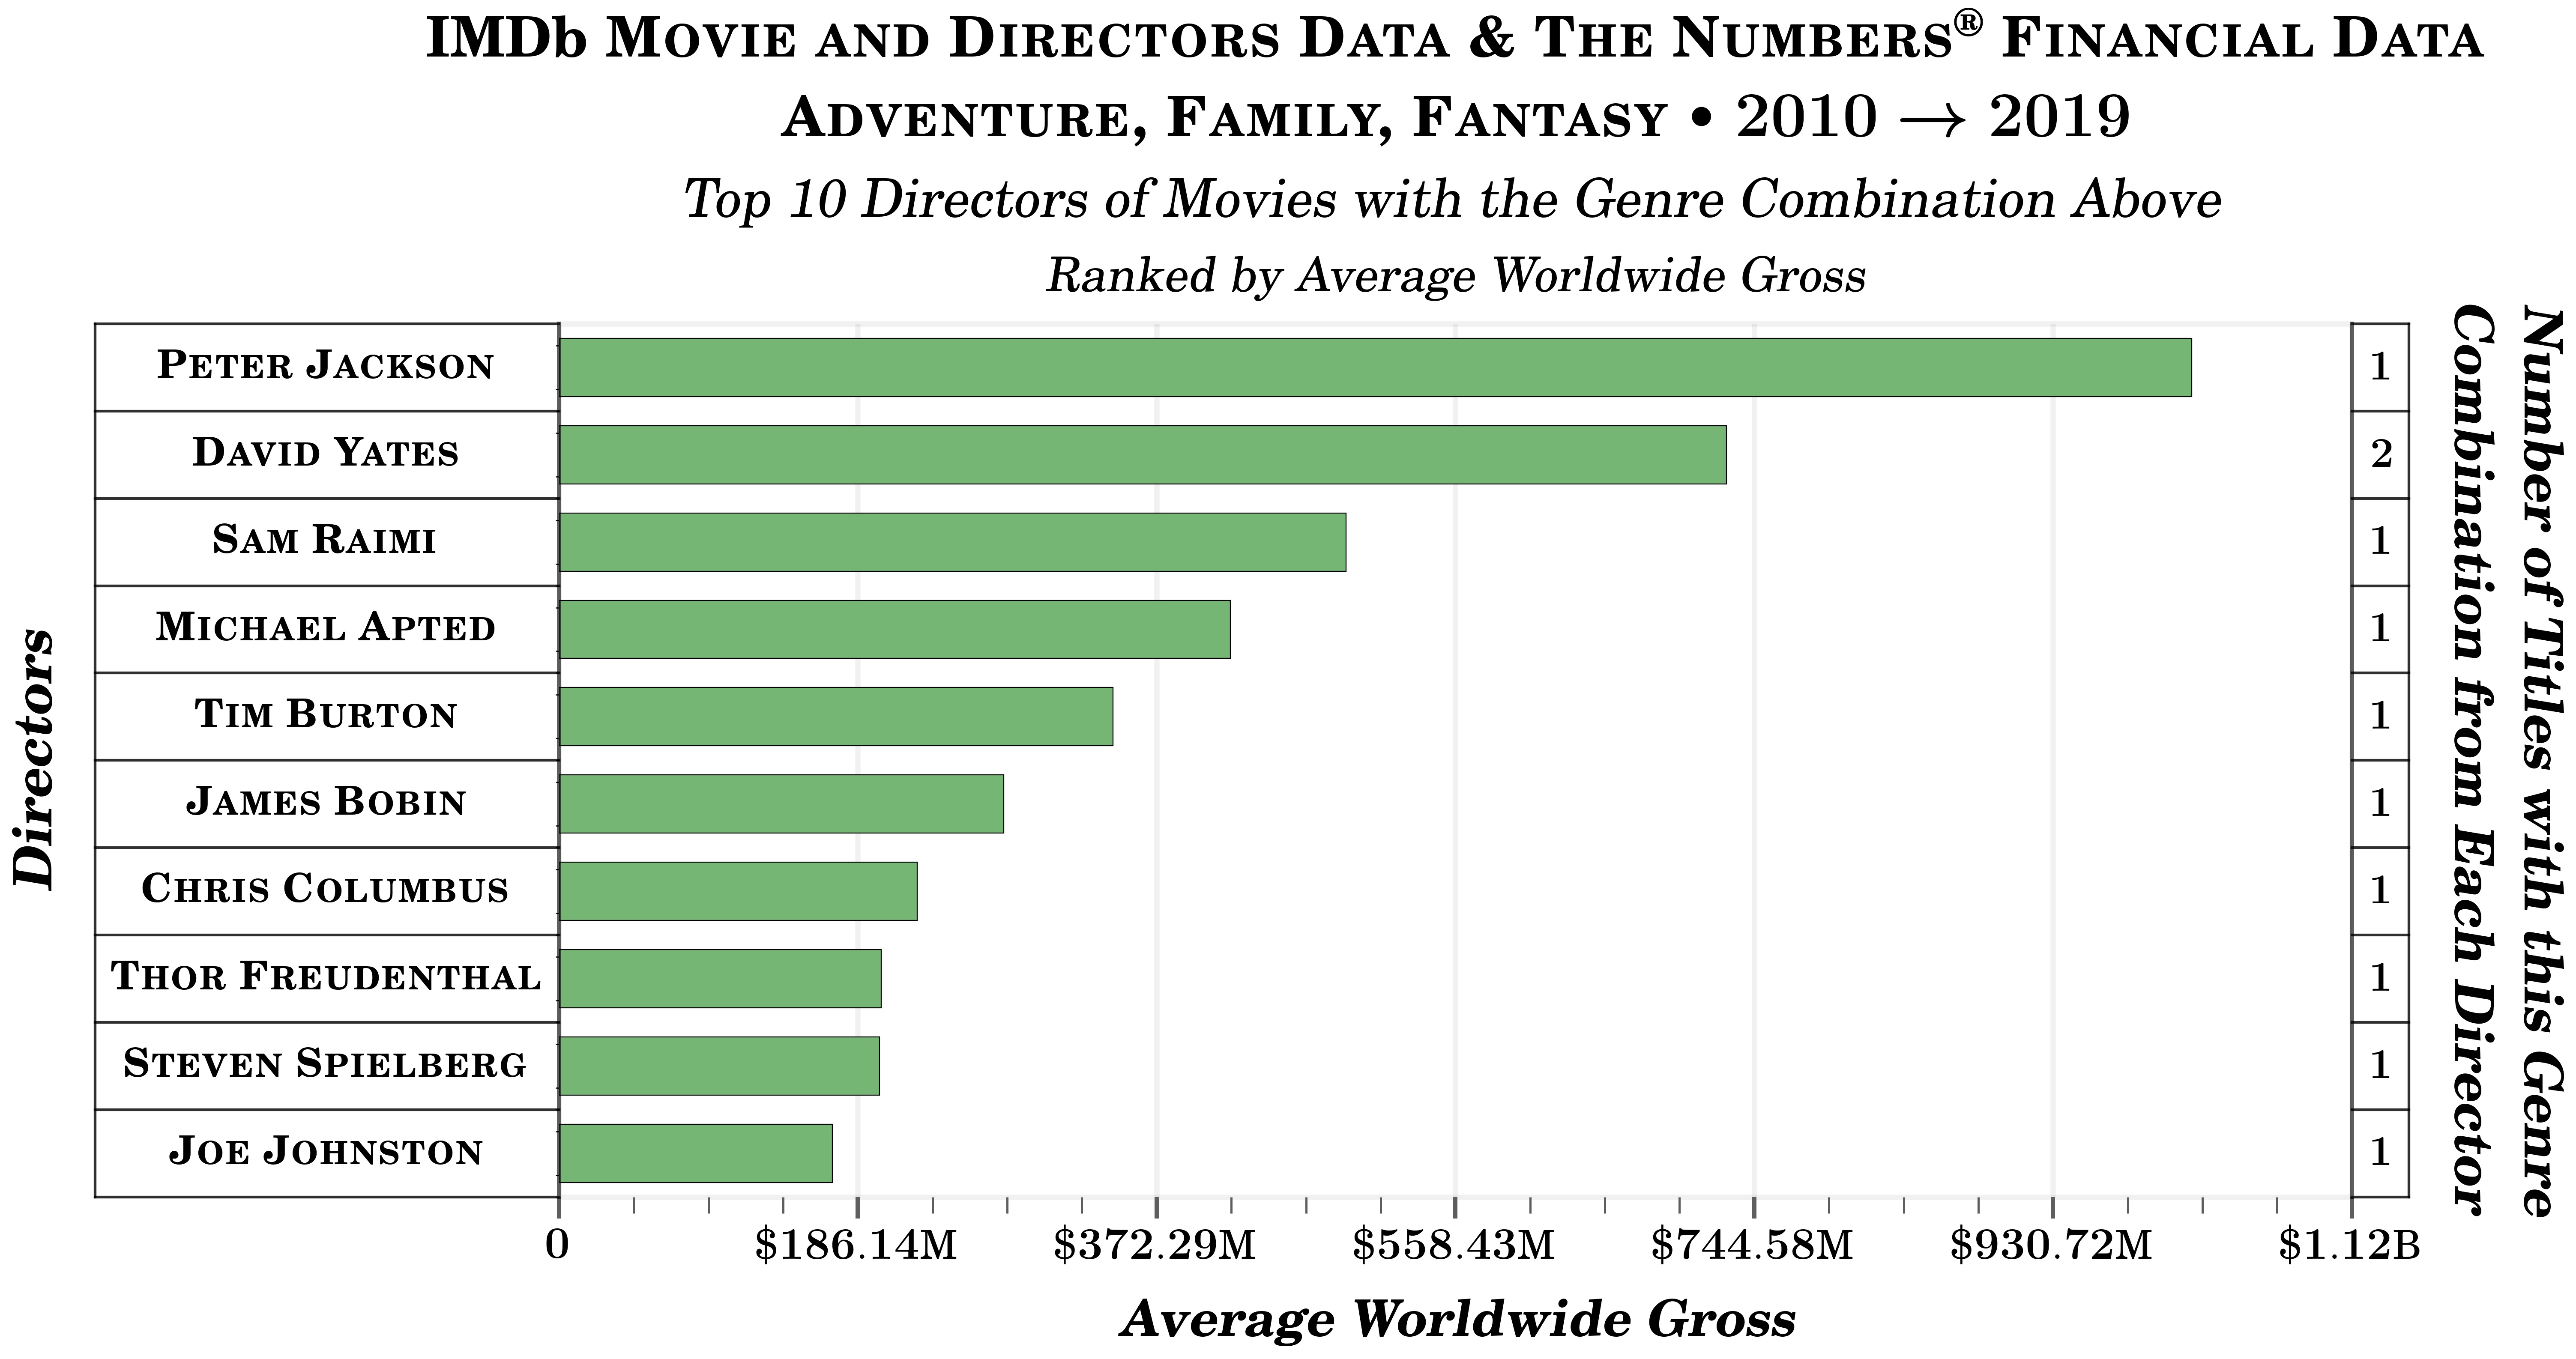 IMDb Movie and Directors Data & The Numbers® Financial Data
Adventure, Family, Fantasy • 2010 → 2019
Top 10 Directors of Movies with the Genre Combination Above
Ranked by Average Worldwide Gross
Directors
Peter Jackson 1
David Yates 2
Sam Raimi 1
Michael Apted 1
Tim Burton 1
James Bobin 1
Chris Columbus 1
Thor Freudenthal 1
Steven Spielberg 1
Joe Johnston 1
Number of Titles with this Genre
Combination from Each Director
0 $186.14M $372.29M $558.43M $744.58M $930.72M $1.12B
Average Worldwide Gross